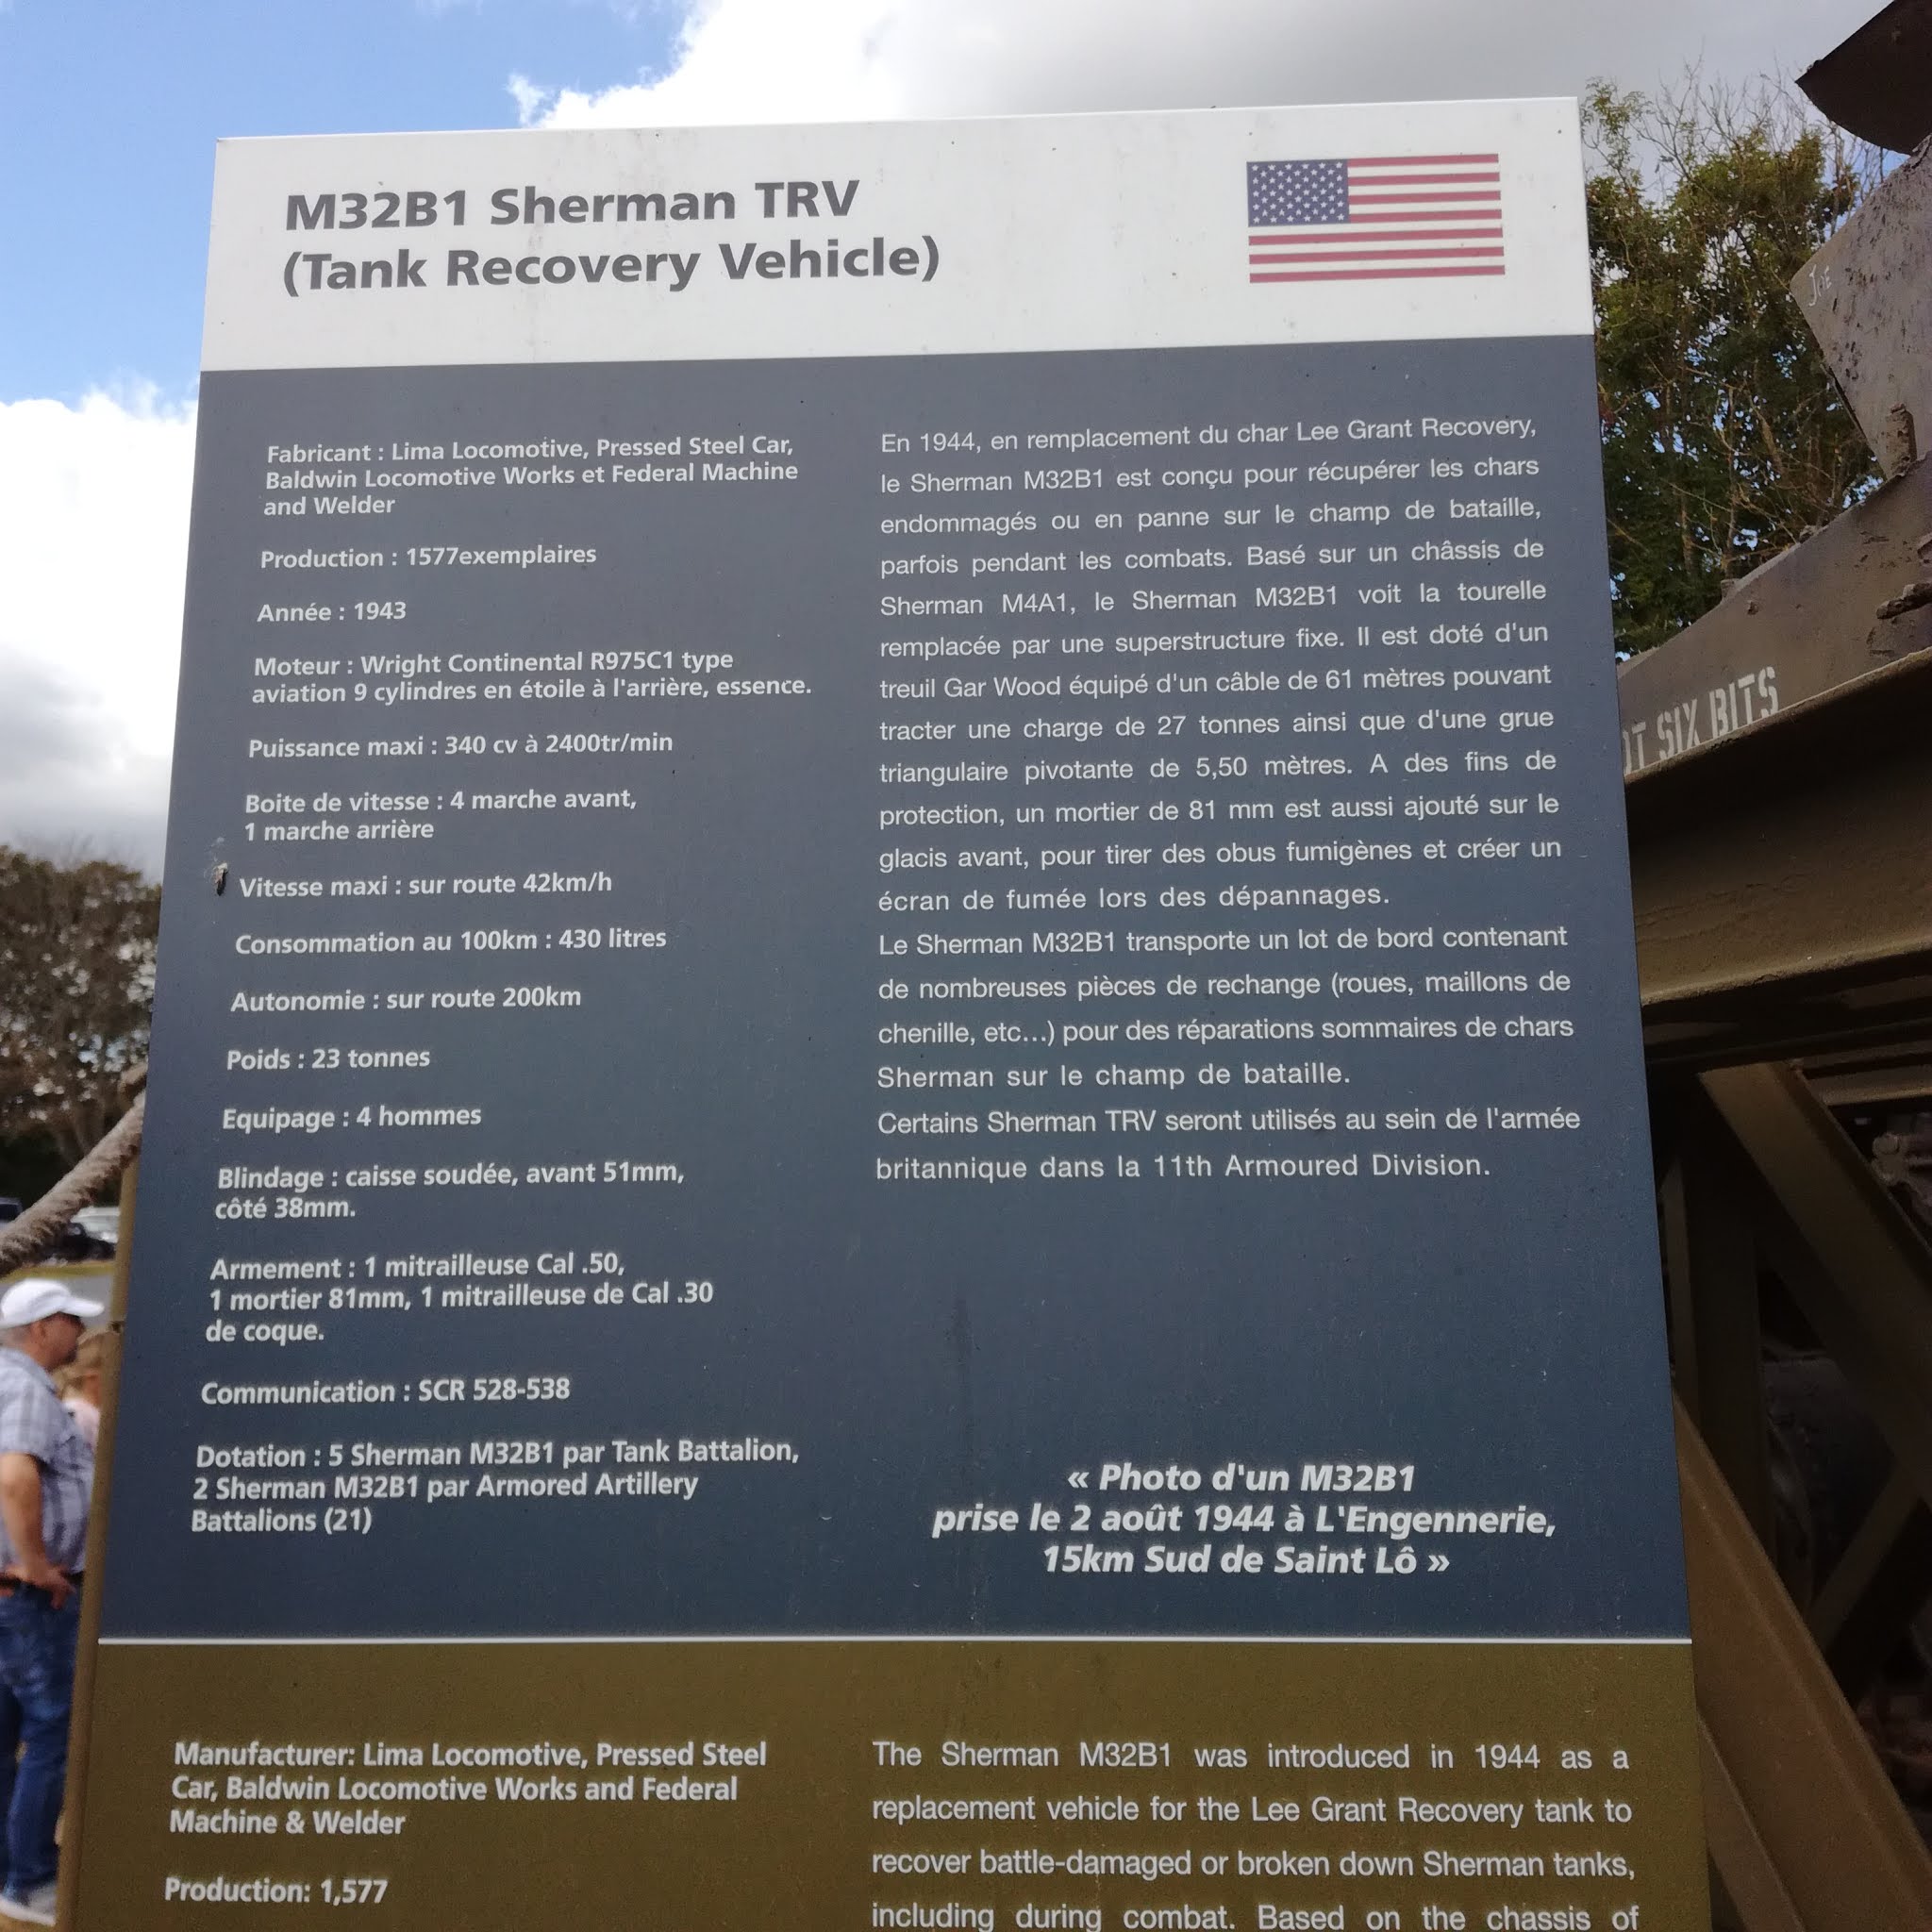 M32B1 Sherman TRV
(Tank Recovery Vehicle)
Fabricant : Lima Locomotive, Pressed Steel Car,
Baldwin Locomotive Works et Federal Machine
and Welder
Production : 1577exemplaires
Année : 1943
Moteur : Wright Continental R975C1 type
aviation 9 cylindres en étoile à l'arrière, essence.
Puissance maxi : 340 cv à 2400tr/min
Boite de vitesse : 4 marche avant,
1 marche arrière
Vitesse maxi : sur route 42km/h
Consommation au 100km : 430 litres
Autonomie : sur route 200km
Poids : 23 tonnes
Equipage : 4 hommes
Blindage : caisse soudée, avant 51mm,
côté 38mm.
Armement : 1 mitrailleuse Cal .50,
1 mortier 81mm, 1 mitrailleuse de Cal .30
de coque.
Communication : SCR 528-538
Dotation : 5 Sherman M32B1 par Tank Battalion,
2 Sherman M32B1 par Armored Artillery
Battalions (21)
En 1944, en remplacement du char Lee Grant Recovery,
le Sherman M32B1 est conçu pour récupérer les chars
endommagés ou en panne sur le champ de bataille,
parfois pendant les combats. Basé sur un châssis de
Sherman M4A1, le Sherman M32B1 voit la tourelle
remplacée par une superstructure fixe. Il est doté d'un
treuil Gar Wood équipé d'un câble de 61 mètres pouvant
tracter une charge de 27 tonnes ainsi que d'une grue
triangulaire pivotante de 5,50 mètres. A des fins de
protection, un mortier de 81 mm est aussi ajouté sur le
glacis avant, pour tirer des obus fumigènes et créer un
écran de fumée lors des dépannages.
Le Sherman M32B1 transporte un lot de bord contenant
de nombreuses pièces de rechange (roues, maillons de
chenille, etc...) pour des réparations sommaires de chars
Sherman sur le champ de bataille.
Certains Sherman TRV seront utilisés au sein de l'armée
britannique dans la 11th Armoured Division.
« Photo d'un M32B1
prise le 2 août 1944 à L'Engennerie,
15km Sud de Saint Lô »
Manufacturer: Lima Locomotive, Pressed Steel
Car, Baldwin Locomotive Works and Federal
Machine & Welder
Production: 1,577
The Sherman M32B1 was introduced in 1944 as a
replacement vehicle for the Lee Grant Recovery tank to
recover battle-damaged or broken down Sherman tanks,
including during combat. Based on the chassis of
SIX BITS